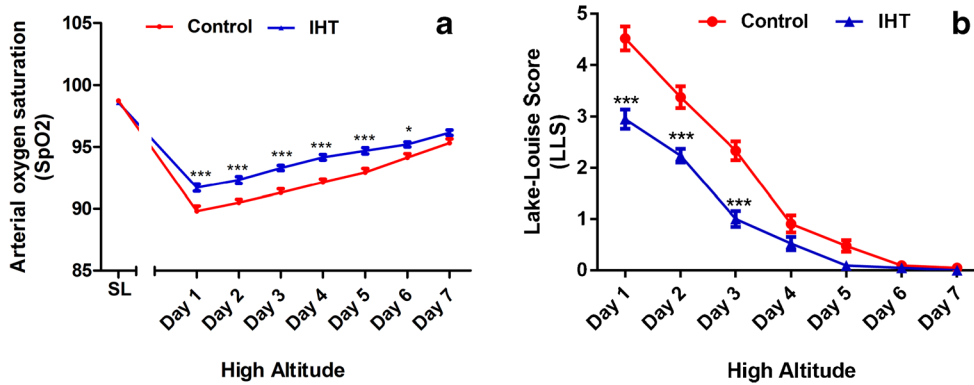 Control IHT
a
Arterial oxygen saturation
(SpO2)
105
100
95
90
85
*** *** *** *** *** *
SL
Day 1 Day 2 Day 3 Day 4 Day 5 Day 6 Day 7
High Altitude
Control IHT
b
Lake-Louise Score
(LLS)
5
4
3
2
1
0
*** *** ***
Day 1 Day 2 Day 3 Day 4 Day 5 Day 6 Day 7
High Altitude